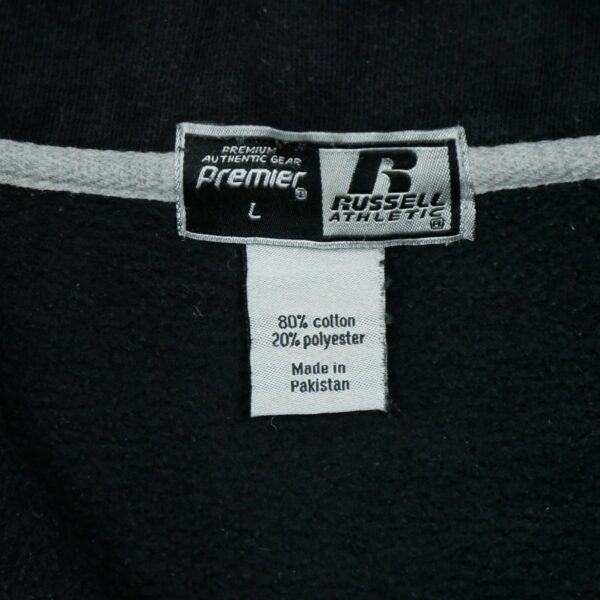 PREMIUM
AUTHENTIC GEAR
Premier®
L
R
RUSSELL
ATHLETIC®
80% cotton
20% polyester
Made in
Pakistan